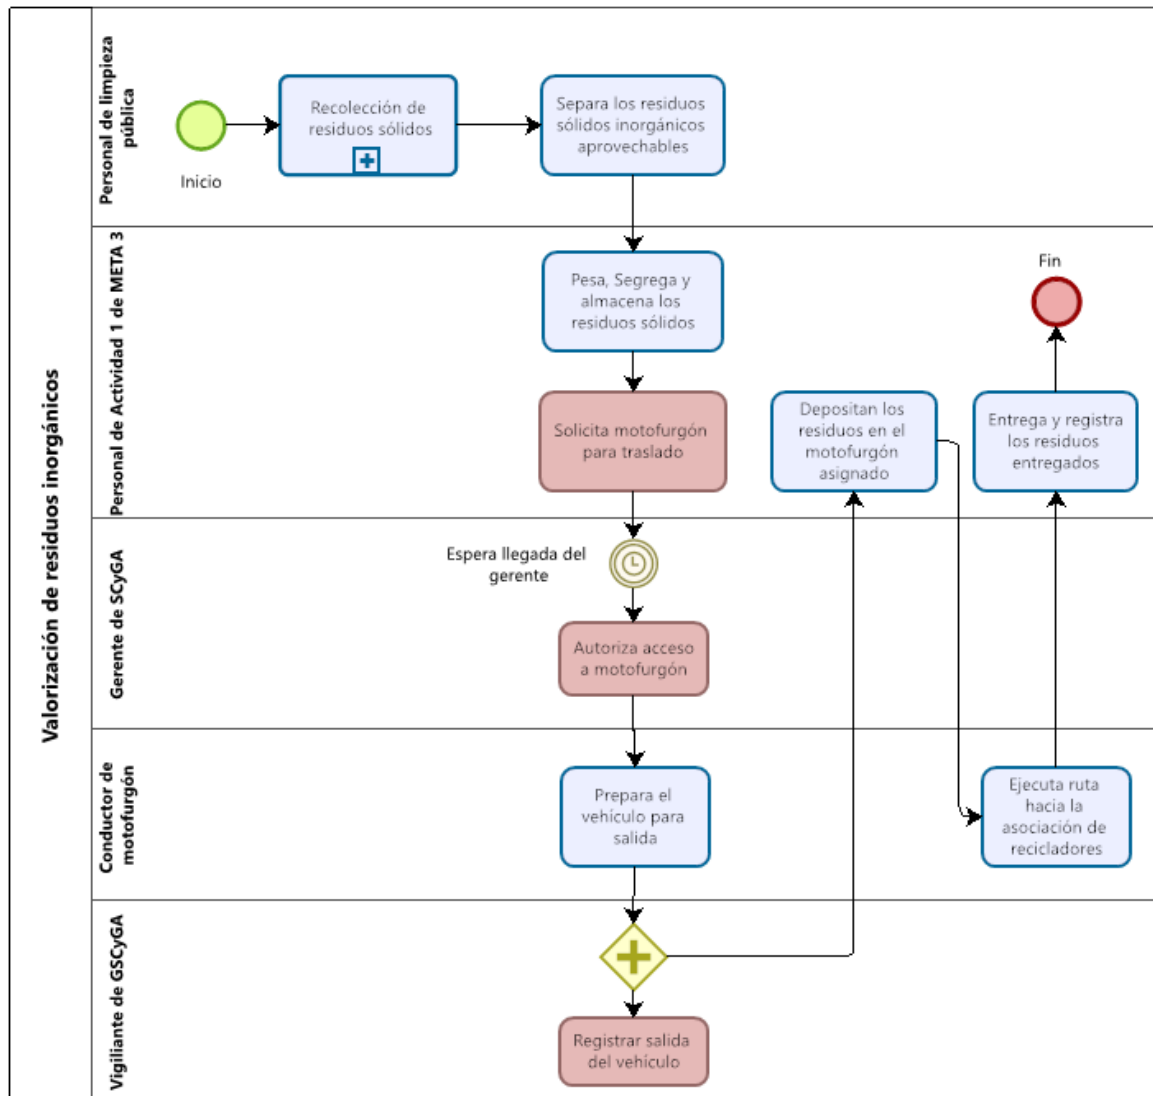 Valorización de residuos inorgánicos
Personal de limpieza
pública
Inicio
Recolección de
residuos sólidos
Separa los residuos
sólidos inorgánicos
aprovechables
Personal de Actividad 1 de META 3
Pesa, Segrega y
almacena los
residuos sólidos
Solicita motofurgón
para traslado
Depositan los
residuos en el
motofurgón
asignado
Fin
Entrega y registra
los residuos
entregados
Gerente de SCyGA
Espera llegada del
gerente
Autoriza acceso
a motofurgón
Conductor de
motofurgón
Prepara el
vehículo para
salida
Ejecuta ruta
hacia la
asociación de
recicladores
Vigiliante de GSCyGA
Registrar salida
del vehículo